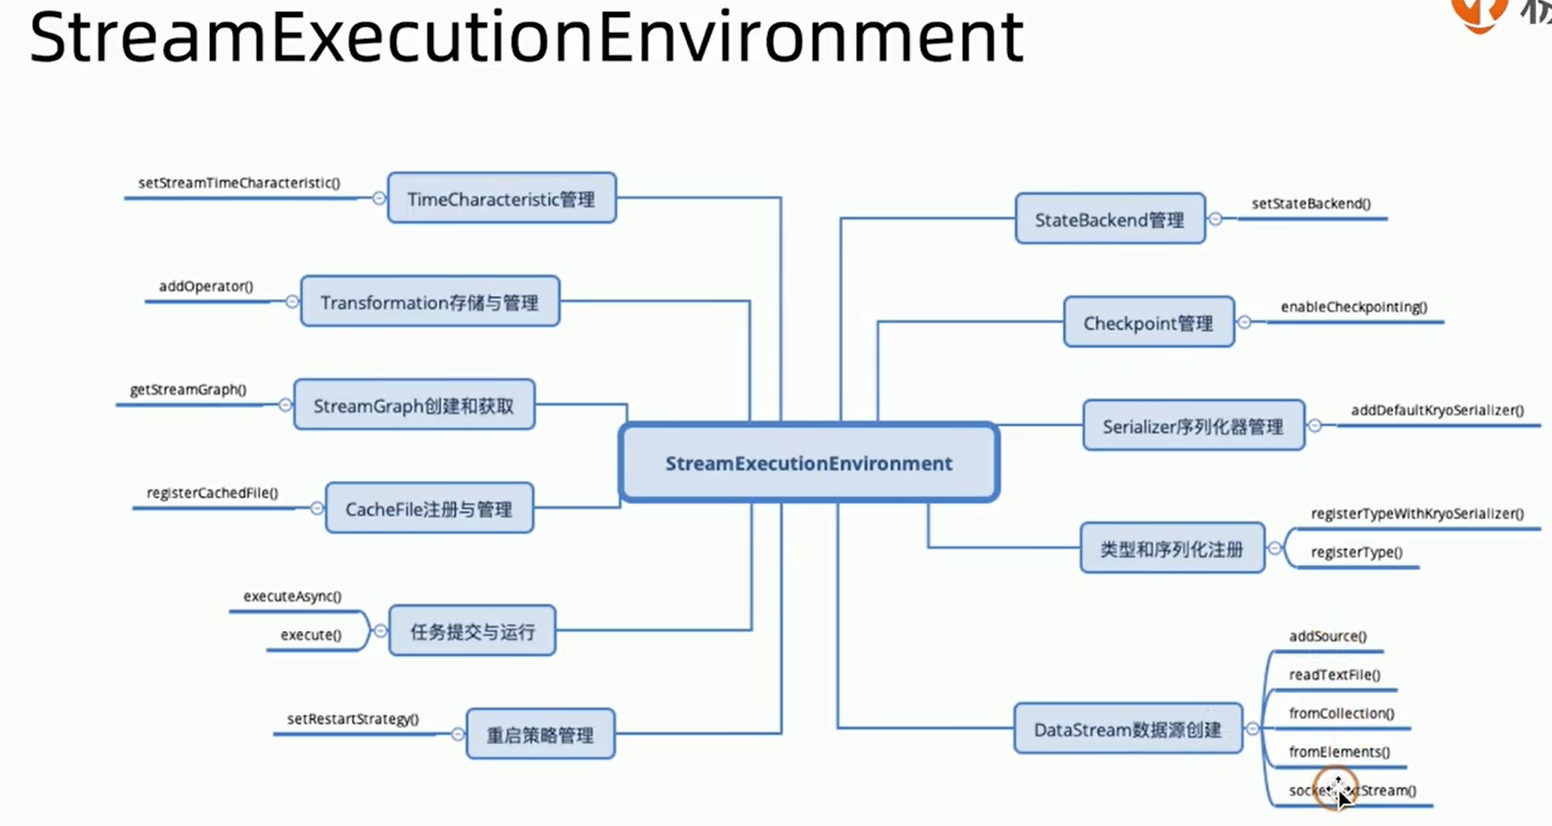 StreamExecutionEnvironment
setStreamTimeCharacteristic()
TimeCharacteristic管理
addOperator()
Transformation存储与管理
getStreamGraph()
StreamGraph创建和获取
registerCachedFile()
CacheFile注册与管理
executeAsync()
execute()
任务提交与运行
setRestartStrategy()
重启策略管理
StreamExecutionEnvironment
StateBackend管理
setStateBackend()
Checkpoint管理
enableCheckpointing()
Serializer序列化器管理
addDefaultKryoSerializer()
类型和序列化注册
registerTypeWithKryoSerializer()
registerType()
DataStream数据源创建
addSource()
readTextFile()
fromCollection()
fromElements()